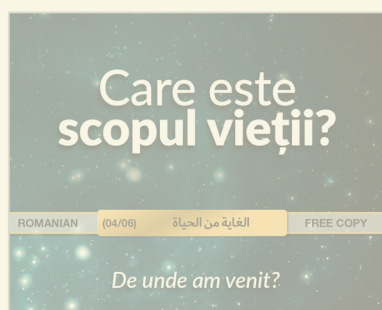 Care este
scopul vieții?
ROMANIAN (04/06) الغاية من الحياة FREE COPY
De unde am venit?